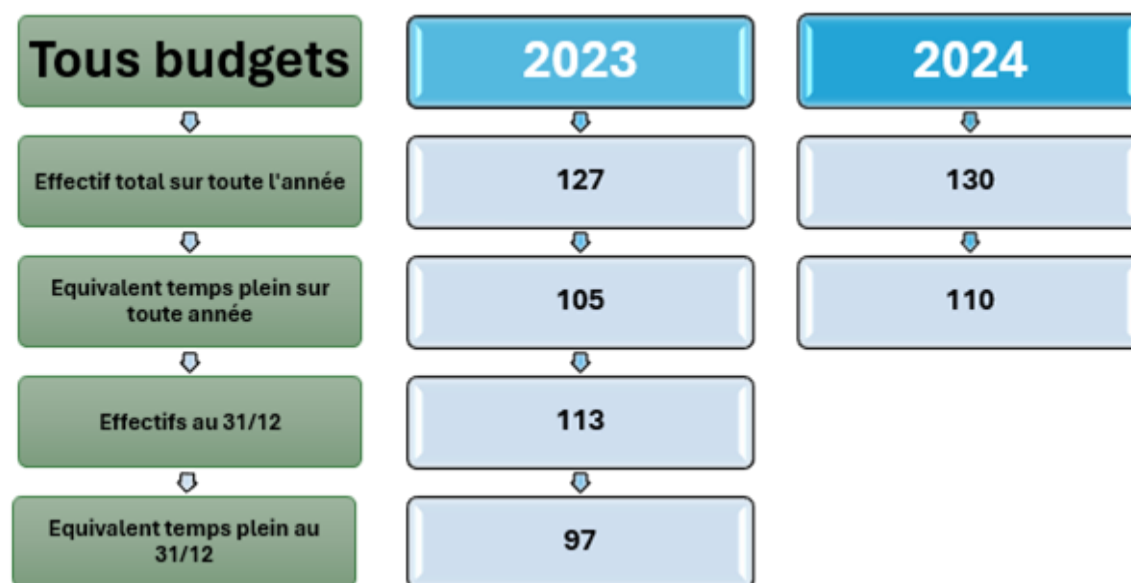 Tous budgets
2023
2024
Effectif total sur toute l'année
127
130
Equivalent temps plein sur
toute année
105
110
Effectifs au 31/12
113
Equivalent temps plein au
31/12
97